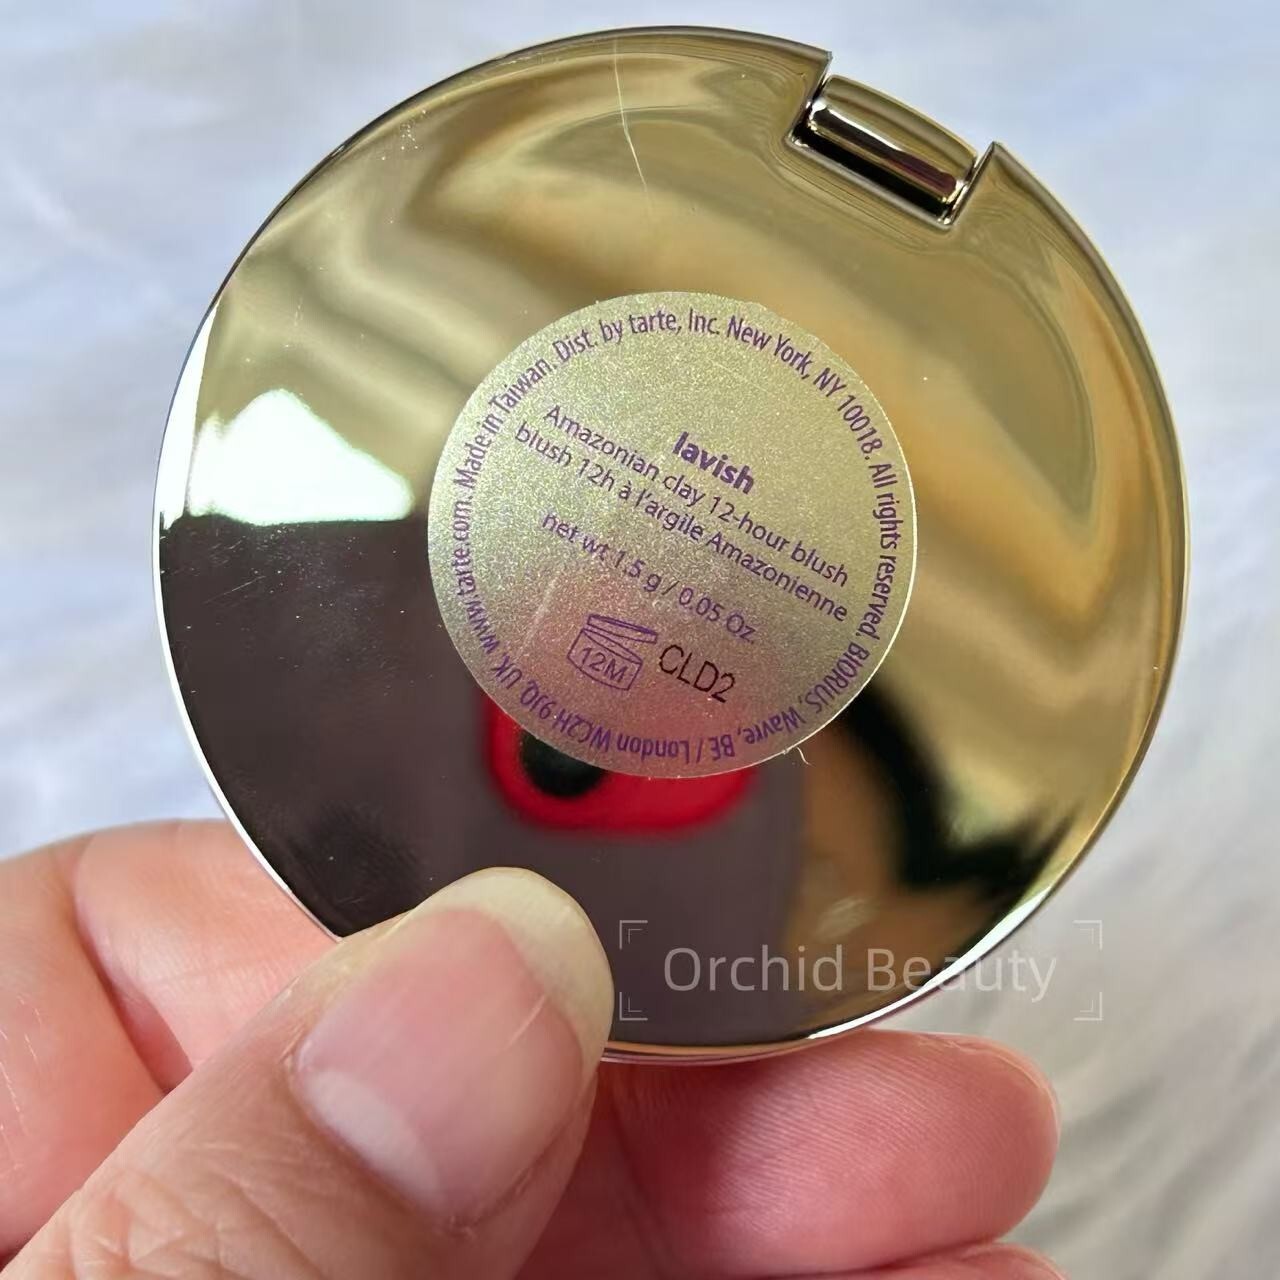 lavish
Amazonian clay 12-hour blush
blush 12h à l'argile Amazonienne
net wt 1.5 g / 0.05 Oz.
12M
CLD2
www.tarte.com. Made in Taiwan. Dist. by tarte, Inc. New York, NY 10018. All rights reserved. BIORIUS, Wavre, BE / London WC2H 9JQ, UK
Orchid Beauty